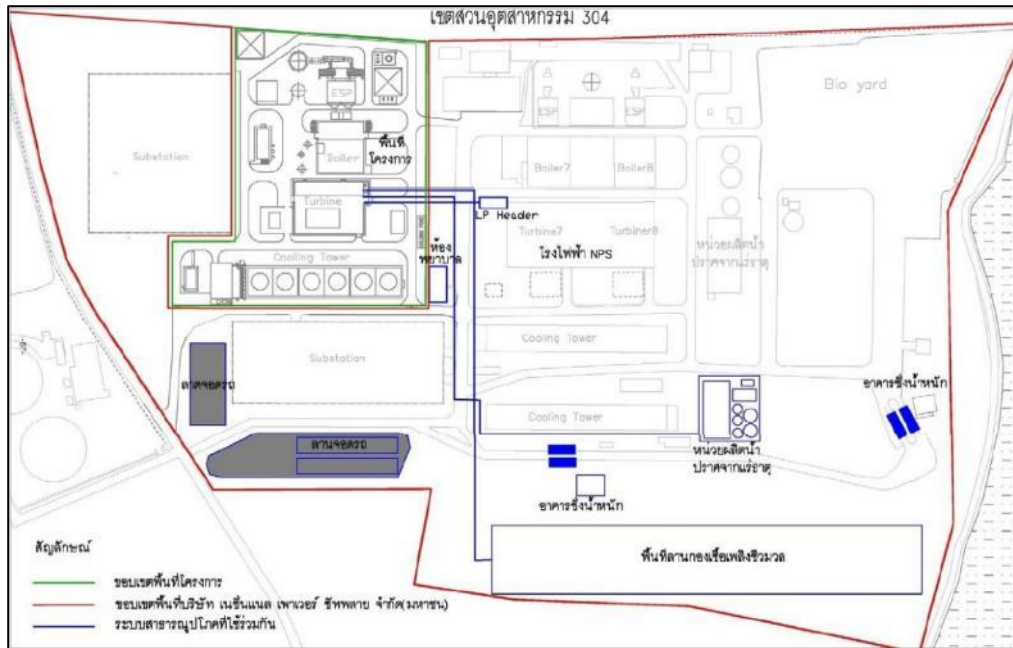 เขตสวนอุตสาหกรรม 304
ESP
ESP
ESP
Bio yard
Substation
Boiler
พื้นที่
โครงการ
Boiler7
Boiler8
Turbine
LP Header
Turbine7
Turbiner8
โรงไฟฟ้า NPS
หน่วยผลิตน้ำ
ปราศจากแร่ธาตุ
ห้อง
พยาบาล
Cooling Tower
Substation
Cooling Tower
ลาดจอดรถ
อาคารชั่งน้ำหนัก
Cooling Tower
ลานจอดรถ
หน่วยผลิตน้ำ
ปราศจากแร่ธาตุ
อาคารชั่งน้ำหนัก
พื้นที่ลานกองเชื้อเพลิงชีวมวล
สัญลักษณ์
ขอบเขตพื้นที่โครงการ
ขอบเขตพื้นที่บริษัท เนชั่นแนล เพาเวอร์ ซัพพลาย จำกัด(มหาชน)
ระบบสาธารณูปโภคที่ใช้ร่วมกัน